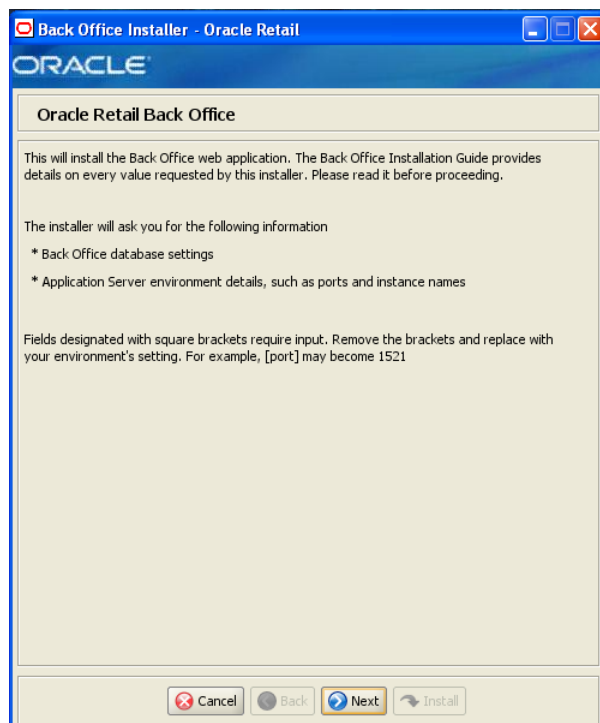 Back Office Installer - Oracle Retail
ORACLE
Oracle Retail Back Office
This will install the Back Office web application. The Back Office Installation Guide provides
details on every value requested by this installer. Please read it before proceeding.
The installer will ask you for the following information
* Back Office database settings
* Application Server environment details, such as ports and instance names
Fields designated with square brackets require input. Remove the brackets and replace with
your environment's setting. For example, [port] may become 1521
Cancel Back Next Install